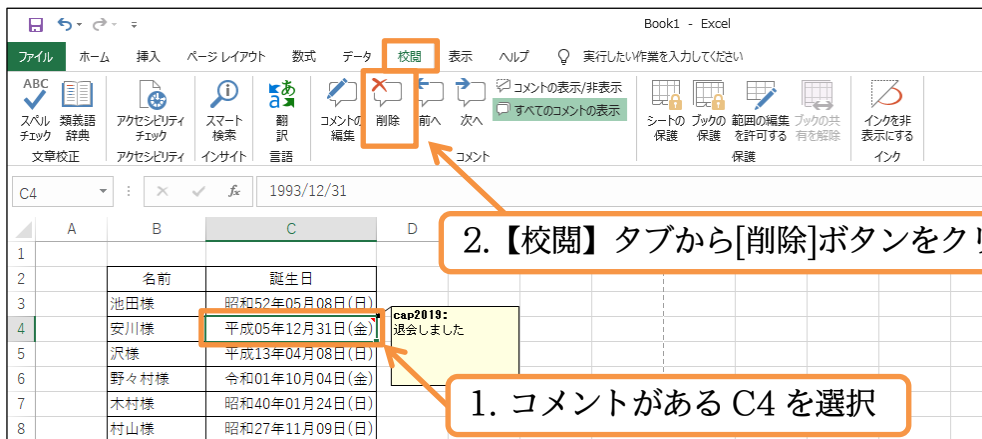 Book1 - Excel
ファイル ホーム 挿入 ページ レイアウト 数式 データ 校閲 表示 ヘルプ 実行したい作業を入力してください
ABC
スペル チェック
類義語 辞典
アクセシビリティ チェック
スマート 検索
あ a
翻 訳
コメントの 編集
削除
前へ
次へ
コメントの表示/非表示
すべてのコメントの表示
シートの 保護
ブックの 保護
範囲の編集 を許可する
ブックの共 有を解除
インクを非 表示にする
文章校正 アクセシビリティ インサイト 言語 コメント 保護 インク
C4 fx 1993/12/31
A B C D
2.【校閲】タブから[削除]ボタンをク
1
2 名前 誕生日
3 池田様 昭和52年05月08日(日)
4 安川様 平成05年12月31日(金)
5 沢様 平成13年04月08日(日)
6 野々村様 令和01年10月04日(金)
7 木村様 昭和40年01月24日(日)
8 村山様 昭和27年11月09日(日)
cap2019:
退会しました
1. コメントがある C4 を選択